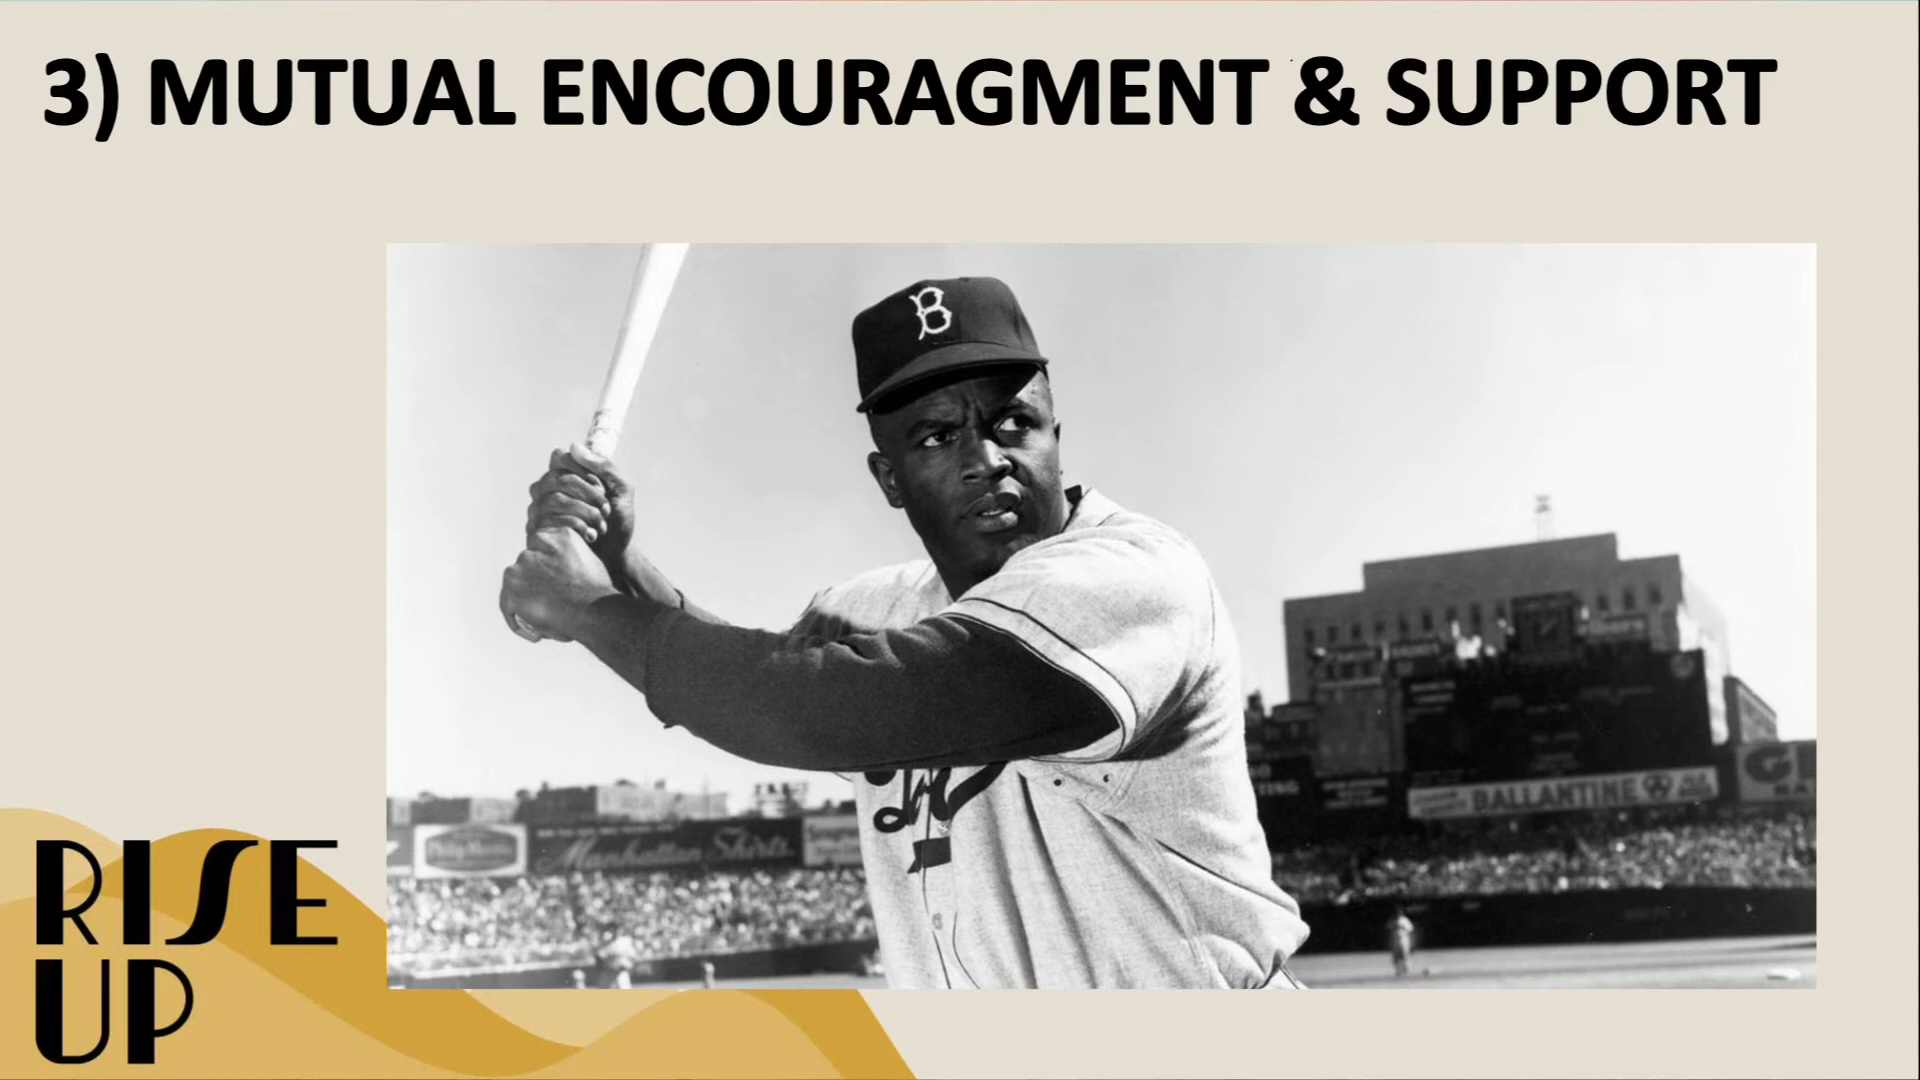 3) MUTUAL ENCOURAGMENT & SUPPORT
B
Manhattan Shirts
BALLANTINE
RISE
UP